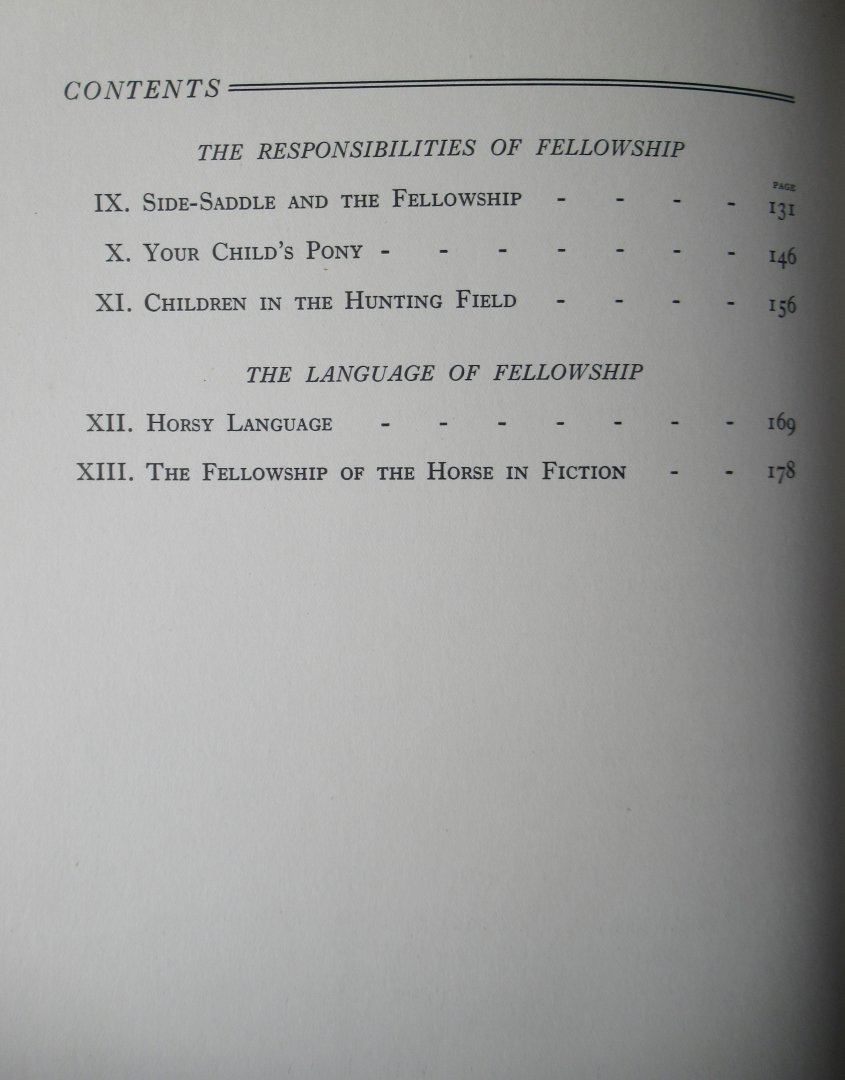 CONTENTS
THE RESPONSIBILITIES OF FELLOWSHIP
PAGE
IX. SIDE-SADDLE AND THE FELLOWSHIP - - - - 131
X. YOUR CHILD'S PONY - - - - - - - 146
XI. CHILDREN IN THE HUNTING FIELD - - - - 156
THE LANGUAGE OF FELLOWSHIP
XII. HORSY LANGUAGE - - - - - - - 169
XIII. THE FELLOWSHIP OF THE HORSE IN FICTION - - 178